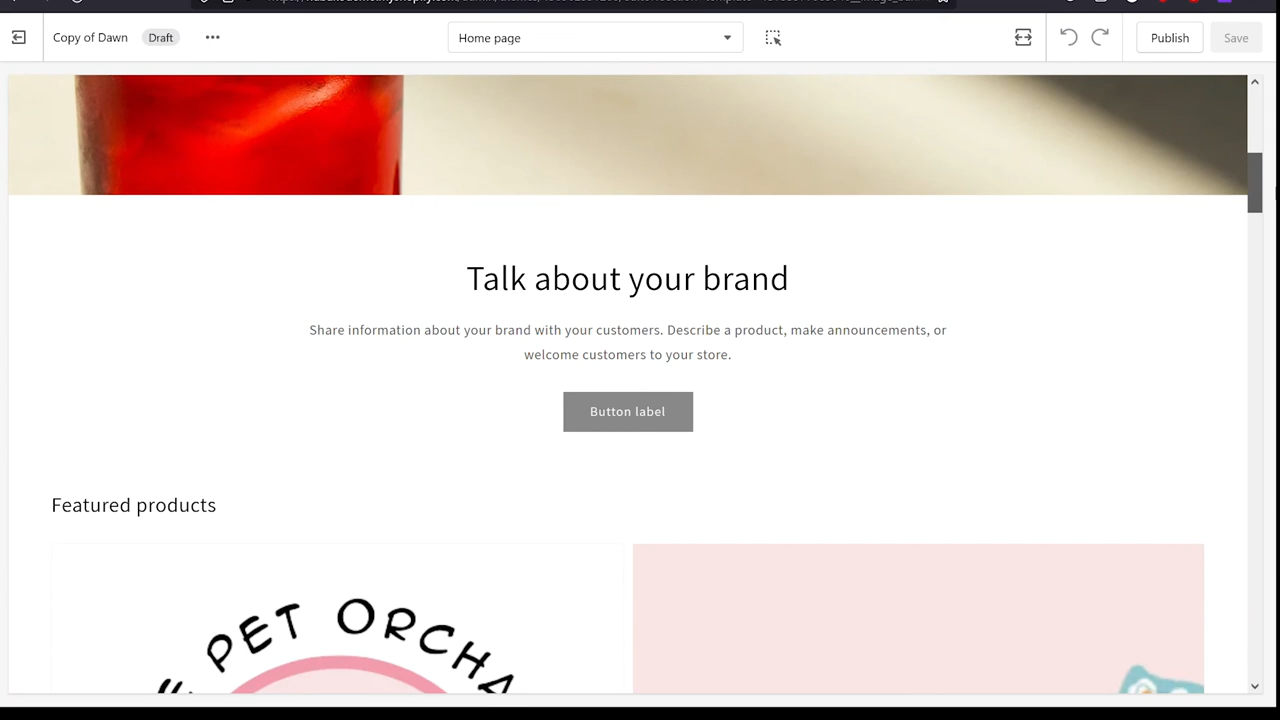 Copy of Dawn Draft Home page Publish Save
Talk about your brand
Share information about your brand with your customers. Describe a product, make announcements, or
welcome customers to your store.
Button label
Featured products
PET ORCHA